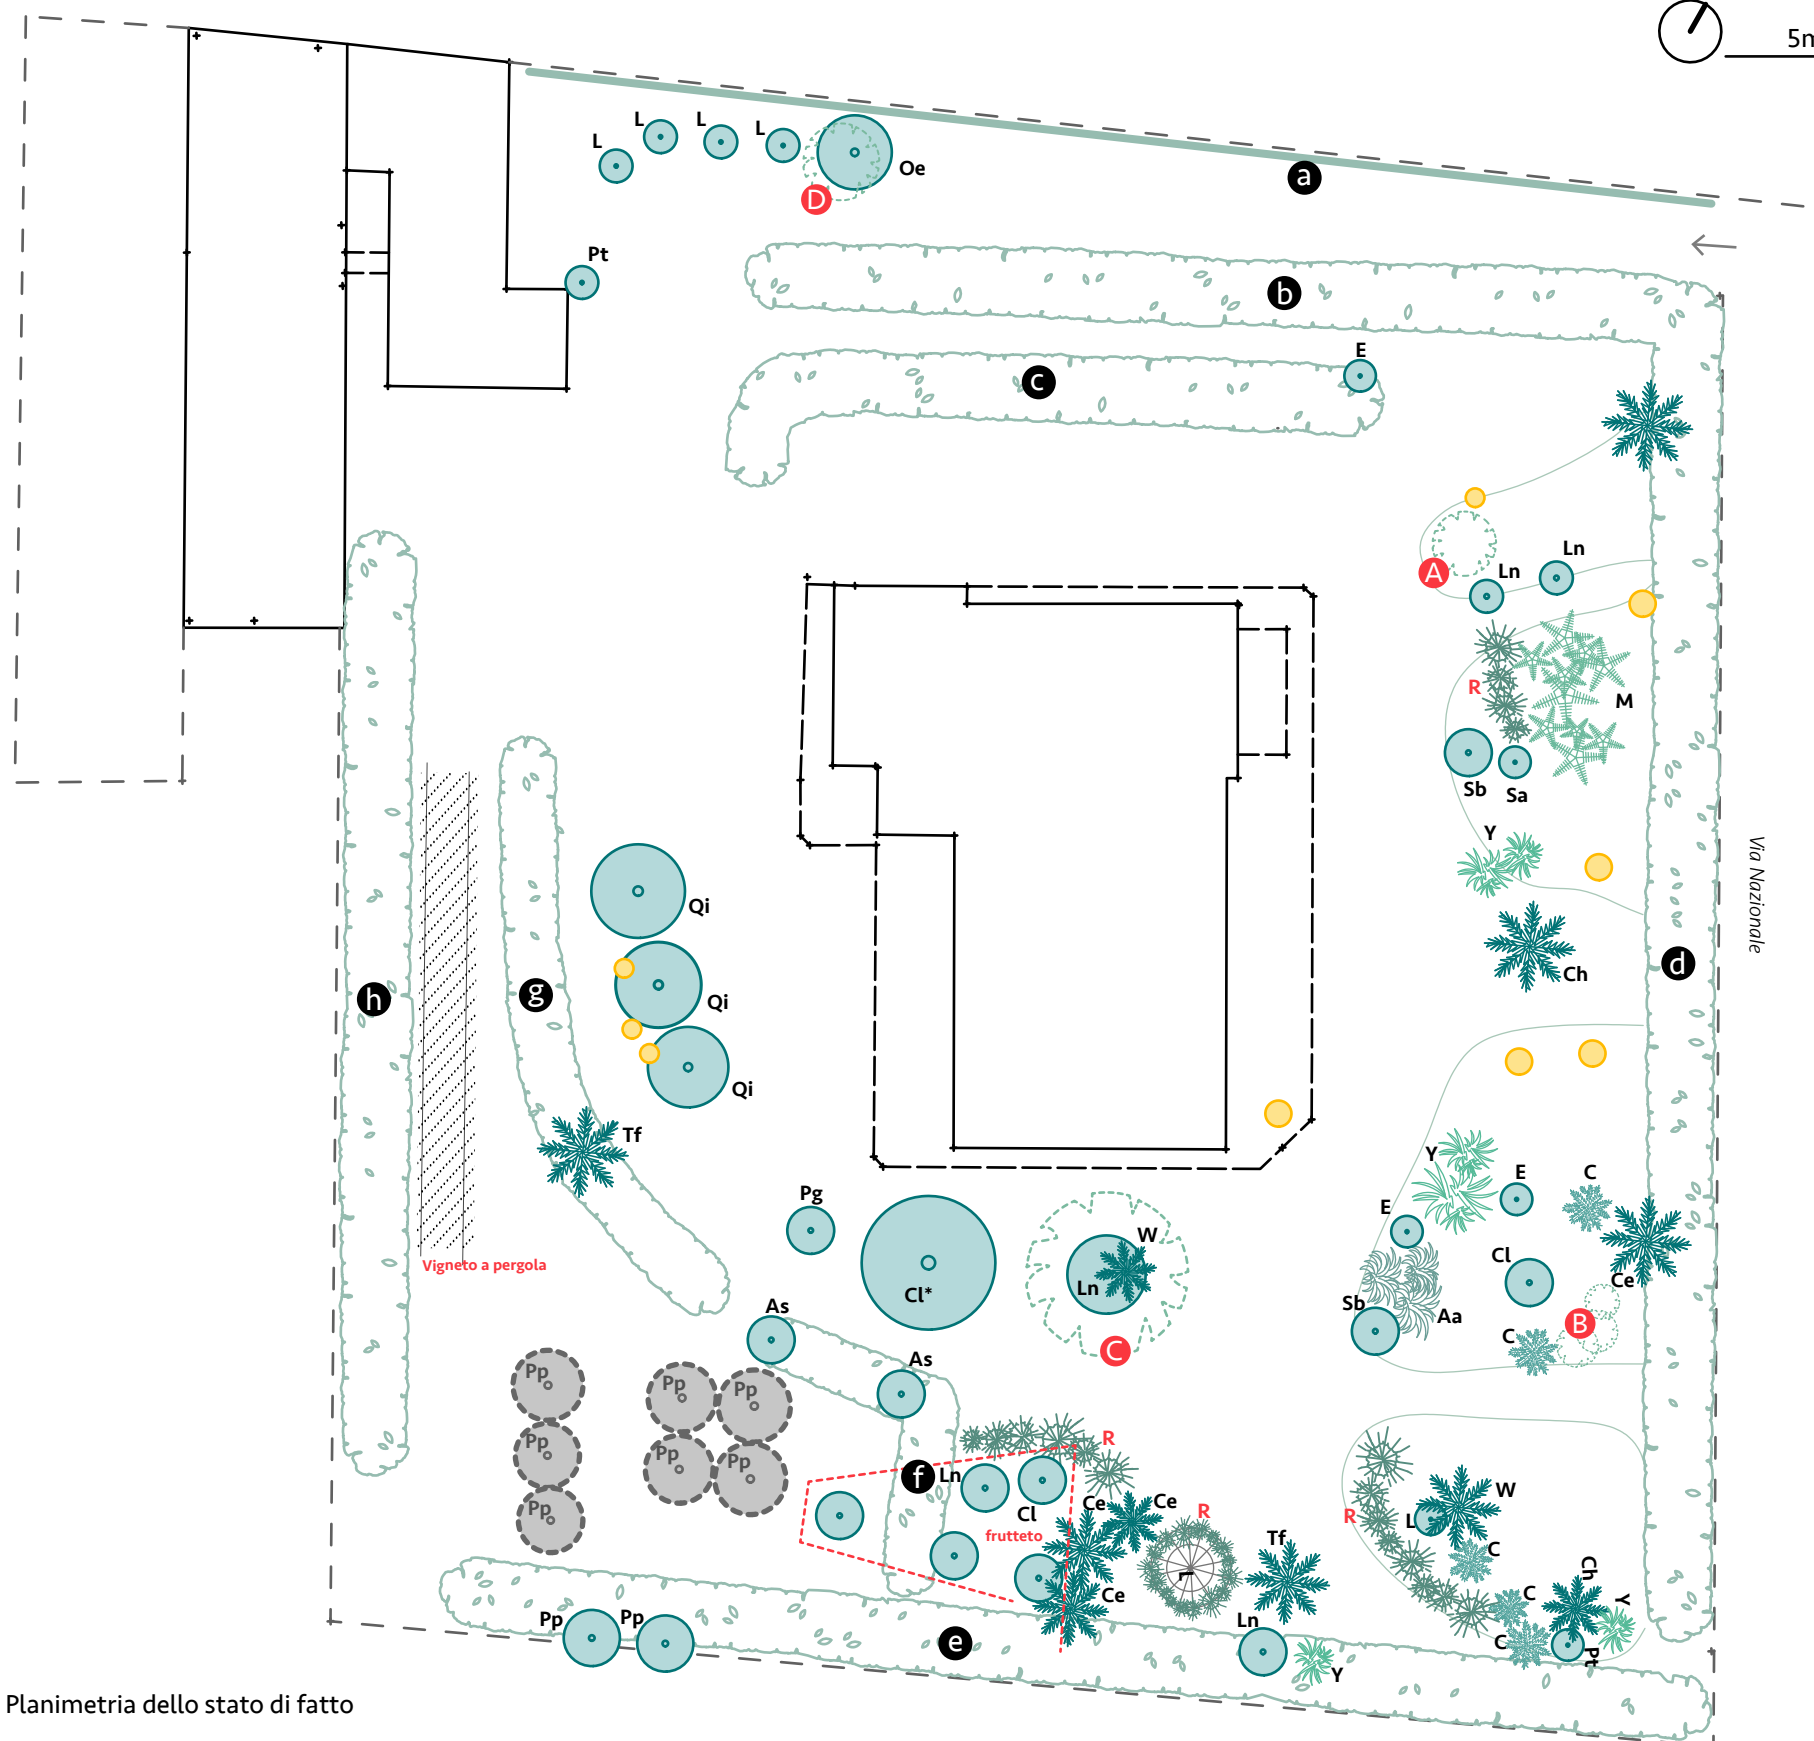 5m
L
L
L
L
Oe
D
a
Pt
b
E
c
A
Ln
Ln
R
M
Sb
Sa
Y
Via Nazionale
Qi
d
Ch
h
g
Qi
Qi
Tf
Y
E
C
Pg
E
W
Cl
Ce
Vigneto a pergola
Cl*
Ln
Sb
Aa
B
As
C
C
As
Pp
Pp
Pp
R
Pp
Pp
Pp
f
Ln
W
Pp
Pp
Cl
Ce
Ce
R
R
L
frutteto
Tf
C
L
Ch
Ce
C
Y
Pp
Pp
e
Ln
C
Pt
Y
Planimetria dello stato di fatto